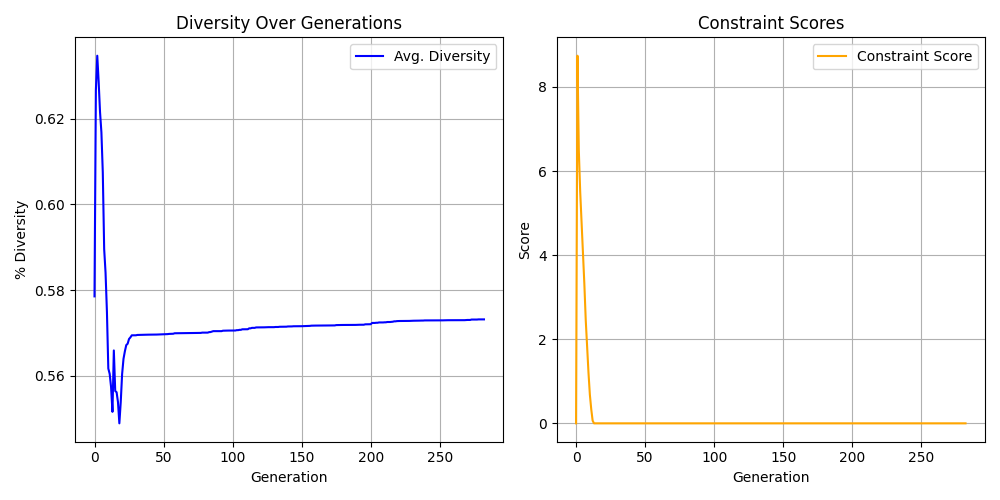 Diversity Over Generations
Avg. Diversity
% Diversity
0.62
0.60
0.58
0.56
0 50 100 150 200 250
Generation
Constraint Scores
Constraint Score
Score
8
6
4
2
0
0 50 100 150 200 250
Generation